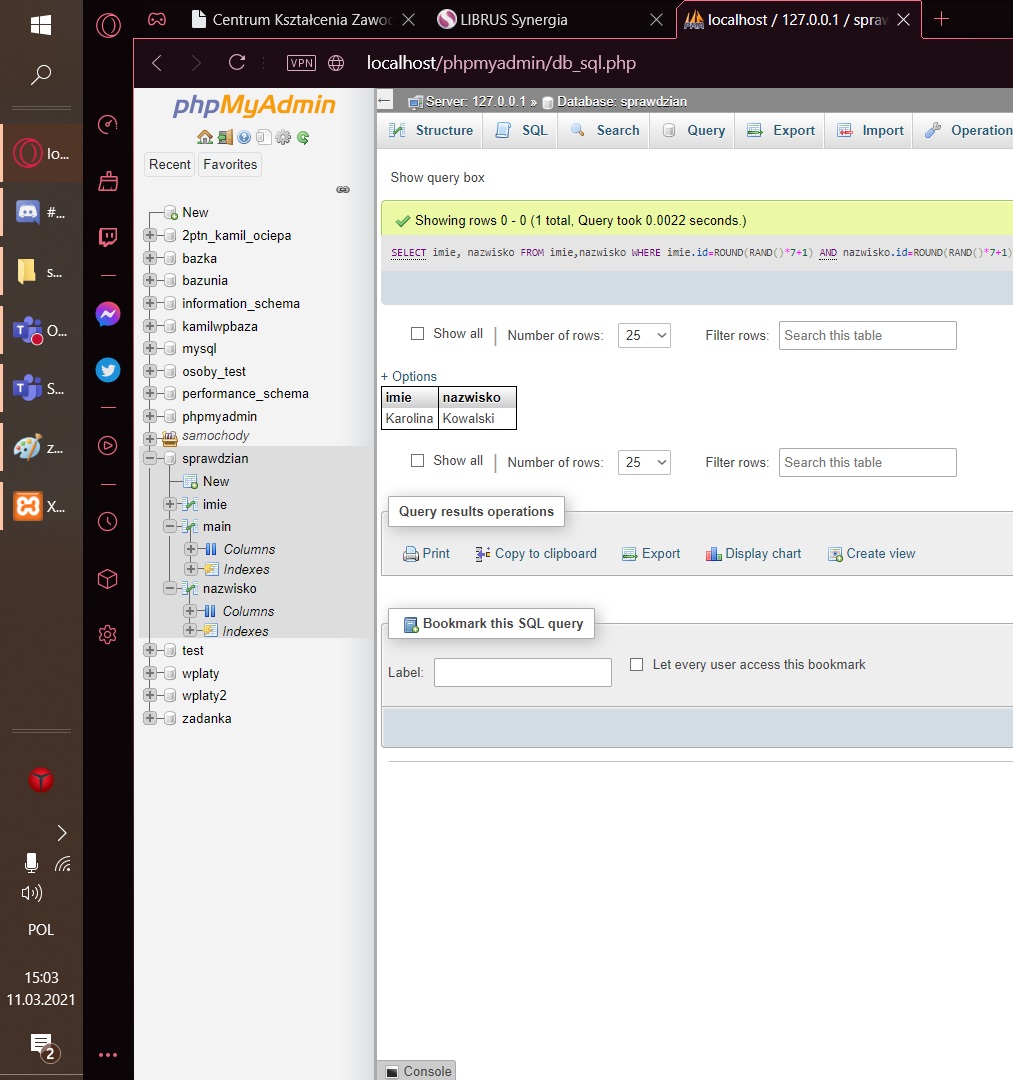 Centrum Kształcenia Zawoc
LIBRUS Synergia
localhost / 127.0.0.1 / spraw
VPN
localhost/phpmyadmin/db_sql.php
lo...
#...
s...
O...
S...
z...
X...
POL
15:03
11.03.2021
2
phpMyAdmin
Recent
Favorites
New
2ptn_kamil_ociepa
bazka
bazunia
information_schema
kamilwpbaza
mysql
osoby_test
performance_schema
phpmyadmin
samochody
sprawdzian
New
imie
main
Columns
Indexes
nazwisko
Columns
Indexes
test
wplaty
wplaty2
zadanka
Server: 127.0.0.1 » Database: sprawdzian
Structure SQL Search Query Export Import Operation
Show query box
Showing rows 0 - 0 (1 total, Query took 0.0022 seconds.)
SELECT imie, nazwisko FROM imie,nazwisko WHERE imie.id=ROUND(RAND()*7+1) AND nazwisko.id=ROUND(RAND()*7+1)
Show all | Number of rows: 25 Filter rows: Search this table
+ Options
imie nazwisko
Karolina Kowalski
Show all | Number of rows: 25 Filter rows: Search this table
Query results operations
Print Copy to clipboard Export Display chart Create view
Bookmark this SQL query
Label: Let every user access this bookmark
Console